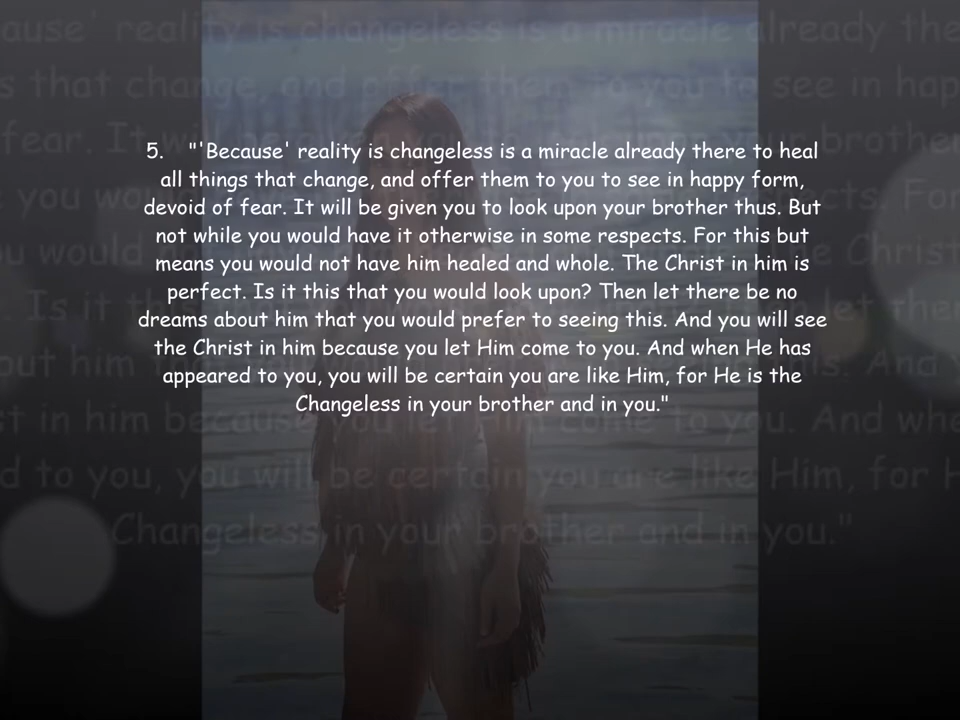 5. "'Because' reality is changeless is a miracle already there to heal
all things that change, and offer them to you to see in happy form,
devoid of fear. It will be given you to look upon your brother thus. But
not while you would have it otherwise in some respects. For this but
means you would not have him healed and whole. The Christ in him is
perfect. Is it this that you would look upon? Then let there be no
dreams about him that you would prefer to seeing this. And you will see
the Christ in him because you let Him come to you. And when He has
appeared to you, you will be certain you are like Him, for He is the
Changeless in your brother and in you."